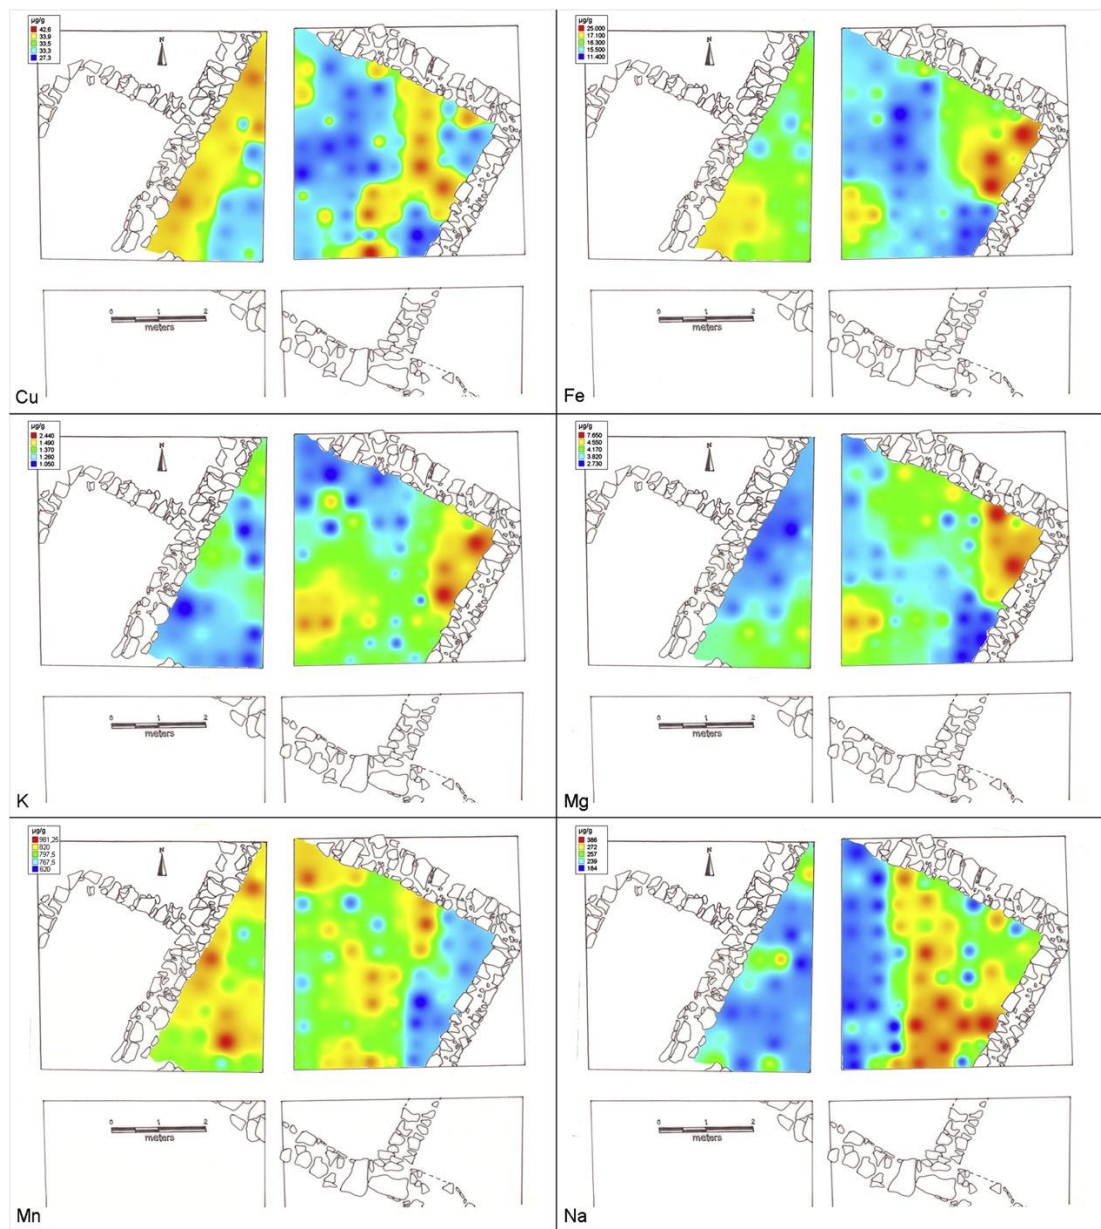 µg/g
42,6
33,9
33,5
33,3
27,3
N
0 1 2
meters
Cu
µg/g
25.000
17.100
16.300
15.500
11.400
N
0 1 2
meters
Fe
µg/g
2.440
1.490
1.370
1.260
1.050
N
0 1 2
meters
K
µg/g
7.650
4.550
4.170
3.820
2.730
N
0 1 2
meters
Mg
µg/g
981,25
820
797,5
767,5
620
N
0 1 2
meters
Mn
µg/g
386
272
257
239
184
N
0 1 2
meters
Na